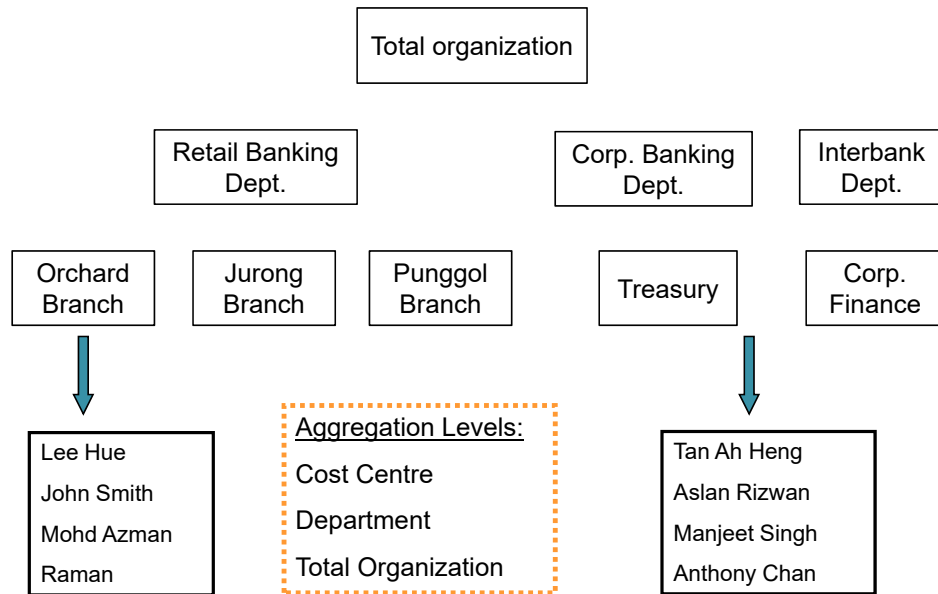 Total organization
Retail Banking
Dept.
Corp. Banking
Dept.
Interbank
Dept.
Orchard
Branch
Jurong
Branch
Punggol
Branch
Treasury
Corp.
Finance
Lee Hue
John Smith
Mohd Azman
Raman
Aggregation Levels:
Cost Centre
Department
Total Organization
Tan Ah Heng
Aslan Rizwan
Manjeet Singh
Anthony Chan